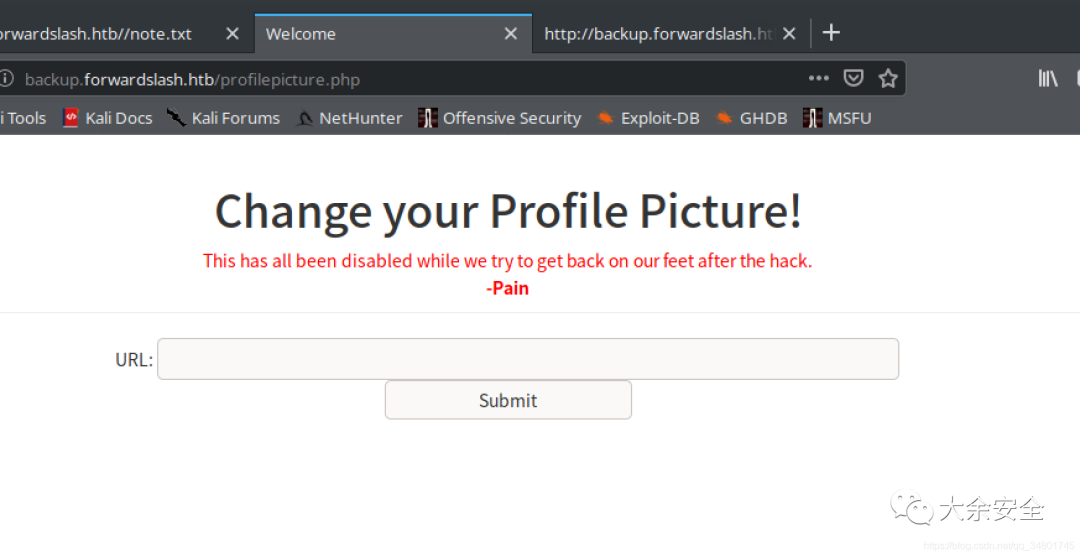 orwardslash.htb//note.txt
Welcome
http://backup.forwardslash.ht
backup.forwardslash.htb/profilepicture.php
i Tools
Kali Docs
Kali Forums
NetHunter
Offensive Security
Exploit-DB
GHDB
MSFU
Change your Profile Picture!
This has all been disabled while we try to get back on our feet after the hack.
-Pain
URL:
Submit
大余安全
https://blog.csdn.net/qq_34801745